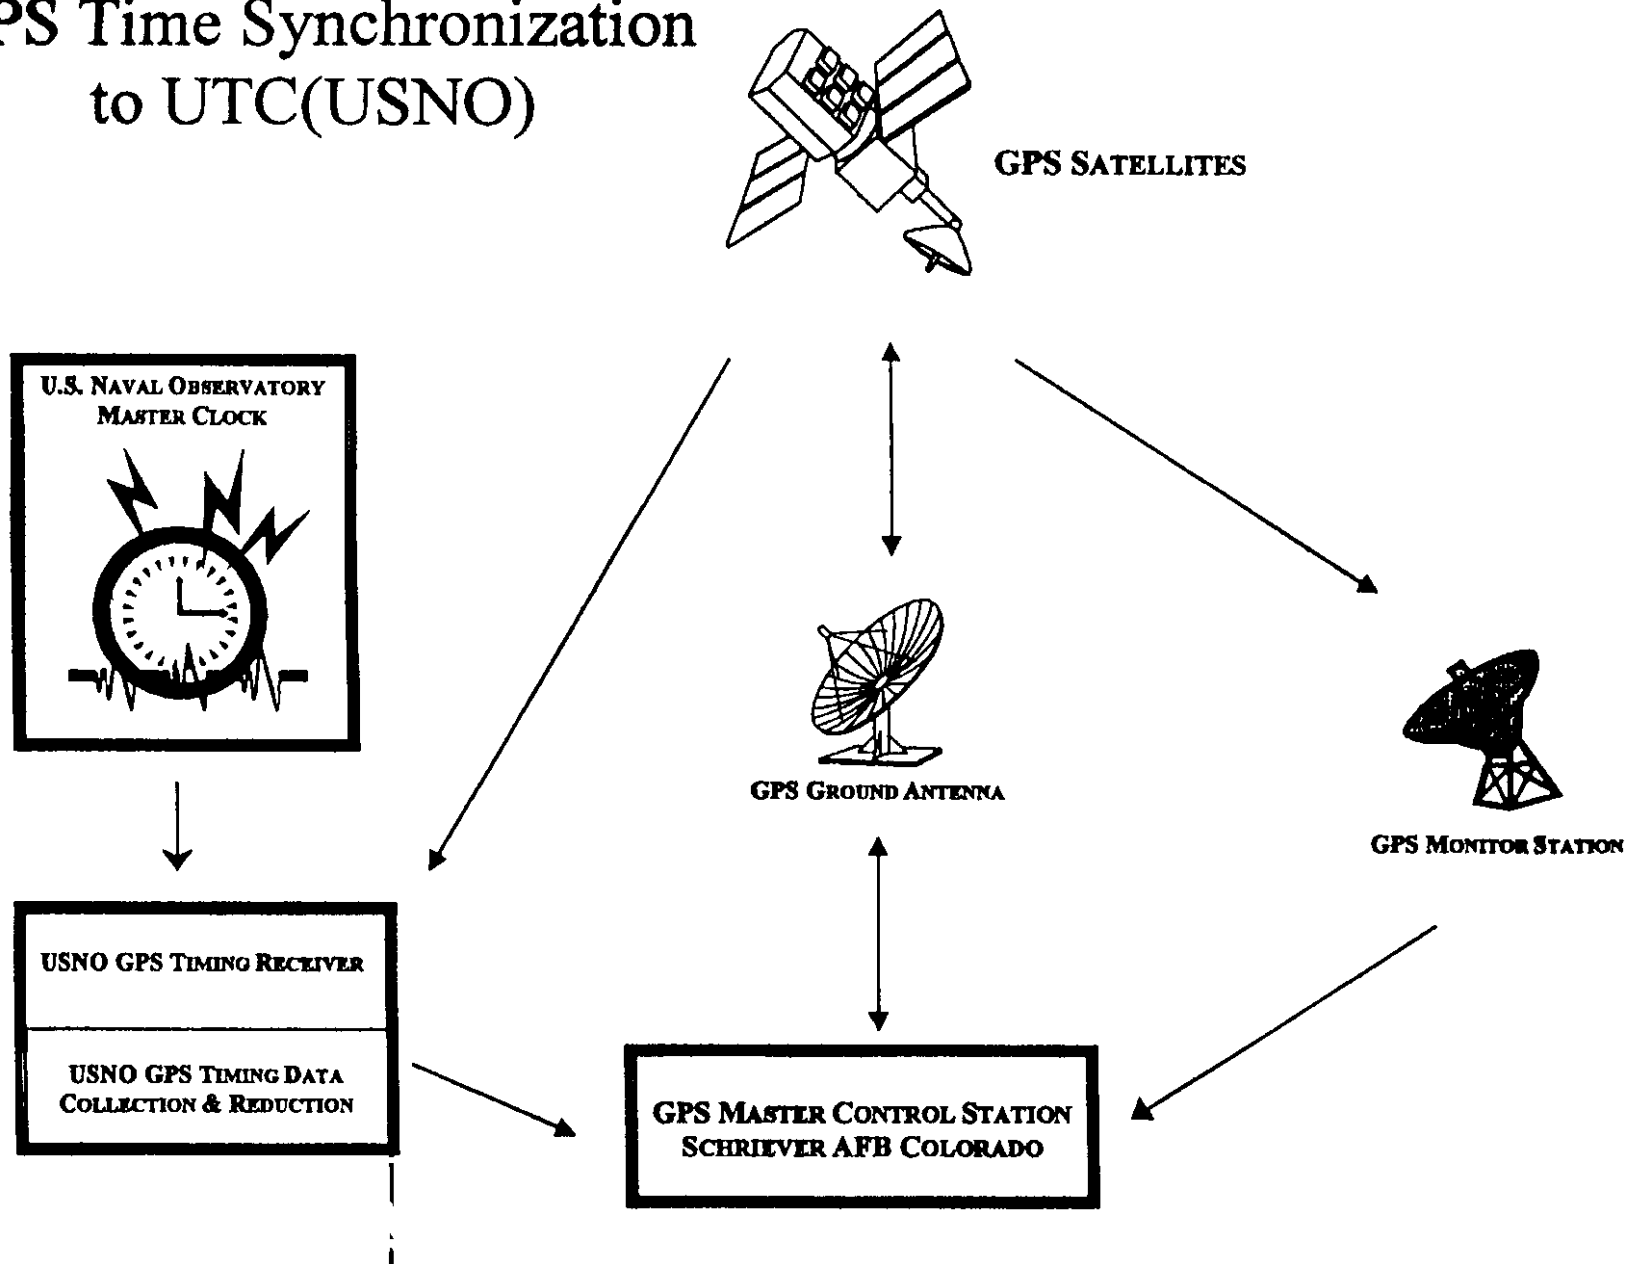 PS Time Synchronization
to UTC(USNO)
GPS SATELLITES
U.S. NAVAL OBSERVATORY
MASTER CLOCK
GPS GROUND ANTENNA
GPS MONITOR STATION
USNO GPS TIMING RECEIVER
USNO GPS TIMING DATA
COLLECTION & REDUCTION
GPS MASTER CONTROL STATION
SCHRIEVER AFB COLORADO